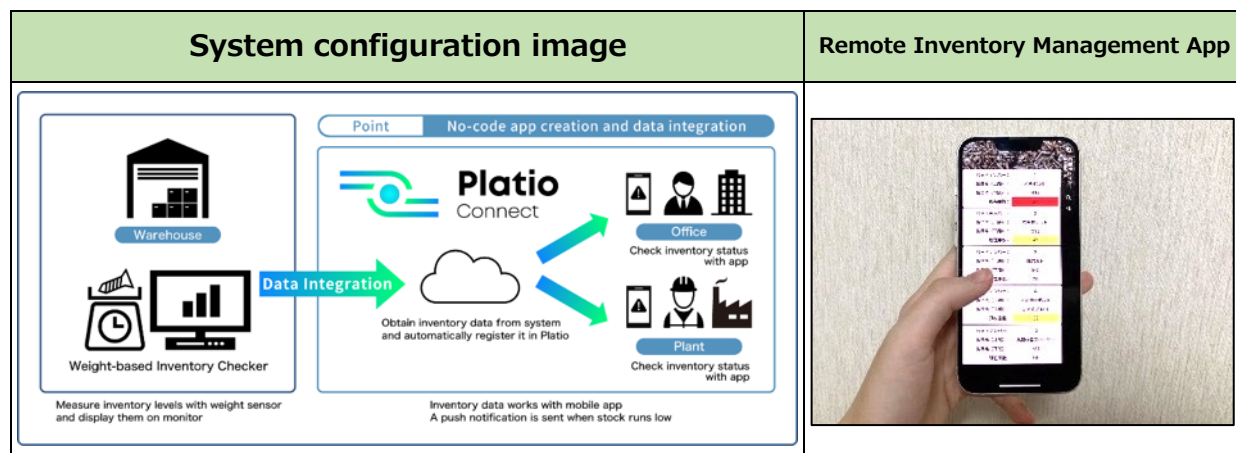 System configuration image
Remote Inventory Management App
Point
No-code app creation and data integration
Warehouse
Data Integration
Weight-based Inventory Checker
Measure inventory levels with weight sensor
and display them on monitor
Platio
Connect
Obtain inventory data from system
and automatically register it in Platio
Office
Check inventory status
with app
Plant
Check inventory status
with app
Inventory data works with mobile app
A push notification is sent when stock runs low